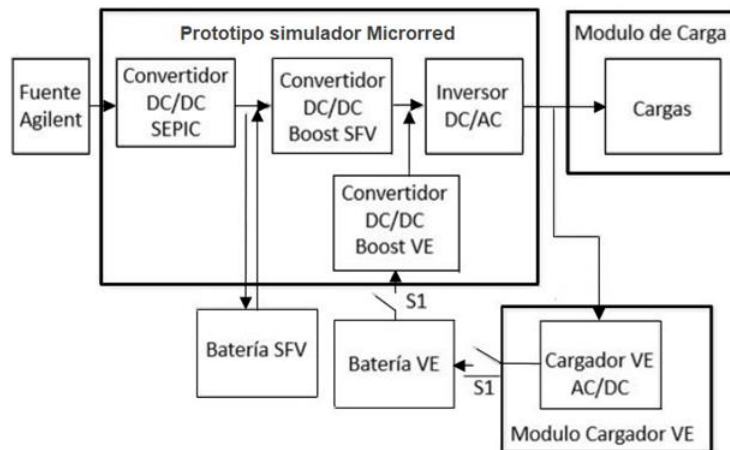 Prototipo simulador Microrred
Modulo de Carga
Fuente
Agilent
Convertidor
DC/DC
SEPIC
Convertidor
DC/DC
Boost SFV
Inversor
DC/AC
Cargas
Convertidor
DC/DC
Boost VE
S1
Batería SFV
Batería VE
S1
Cargador VE
AC/DC
Modulo Cargador VE